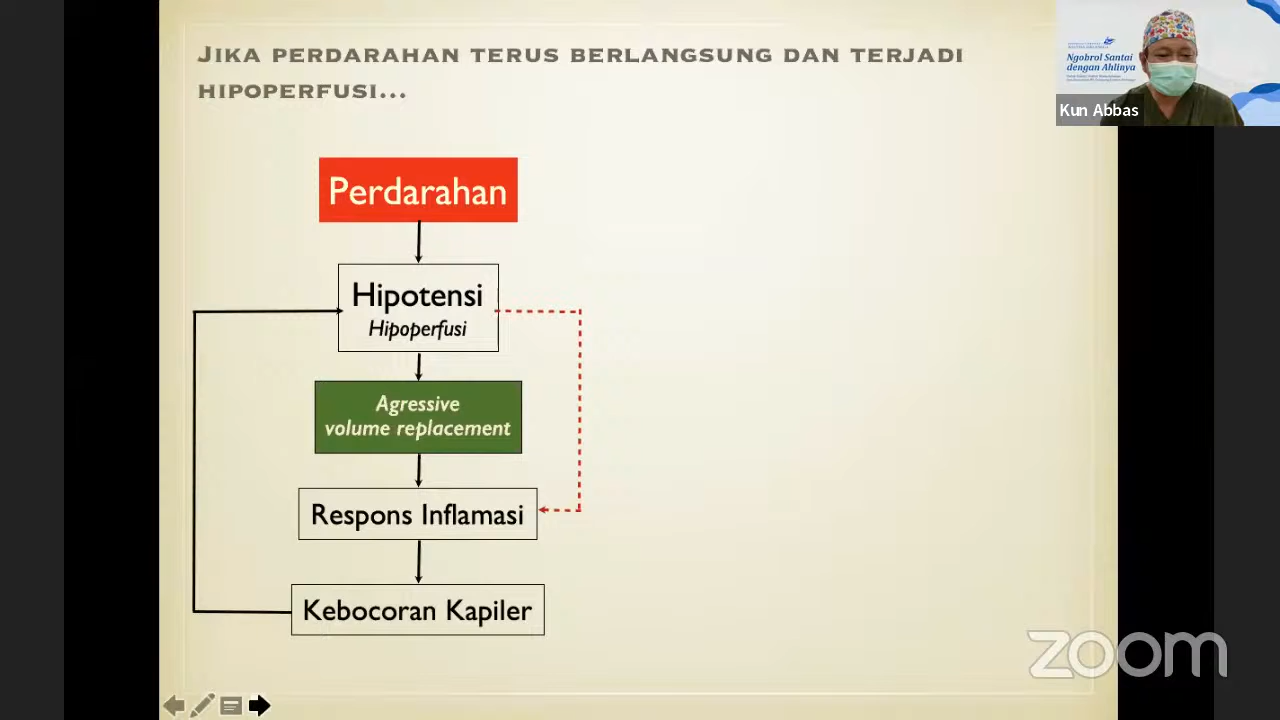 JIKA PERDARAHAN TERUS BERLANGSUNG DAN TERJADI
HIPOPERFUSI...
Perdarahan
Hipotensi
Hipoperfusi
Agressive
volume replacement
Respons Inflamasi
Kebocoran Kapiler
Ngobrol Santai
dengan Ahlinya
Kun Abbas
zoom